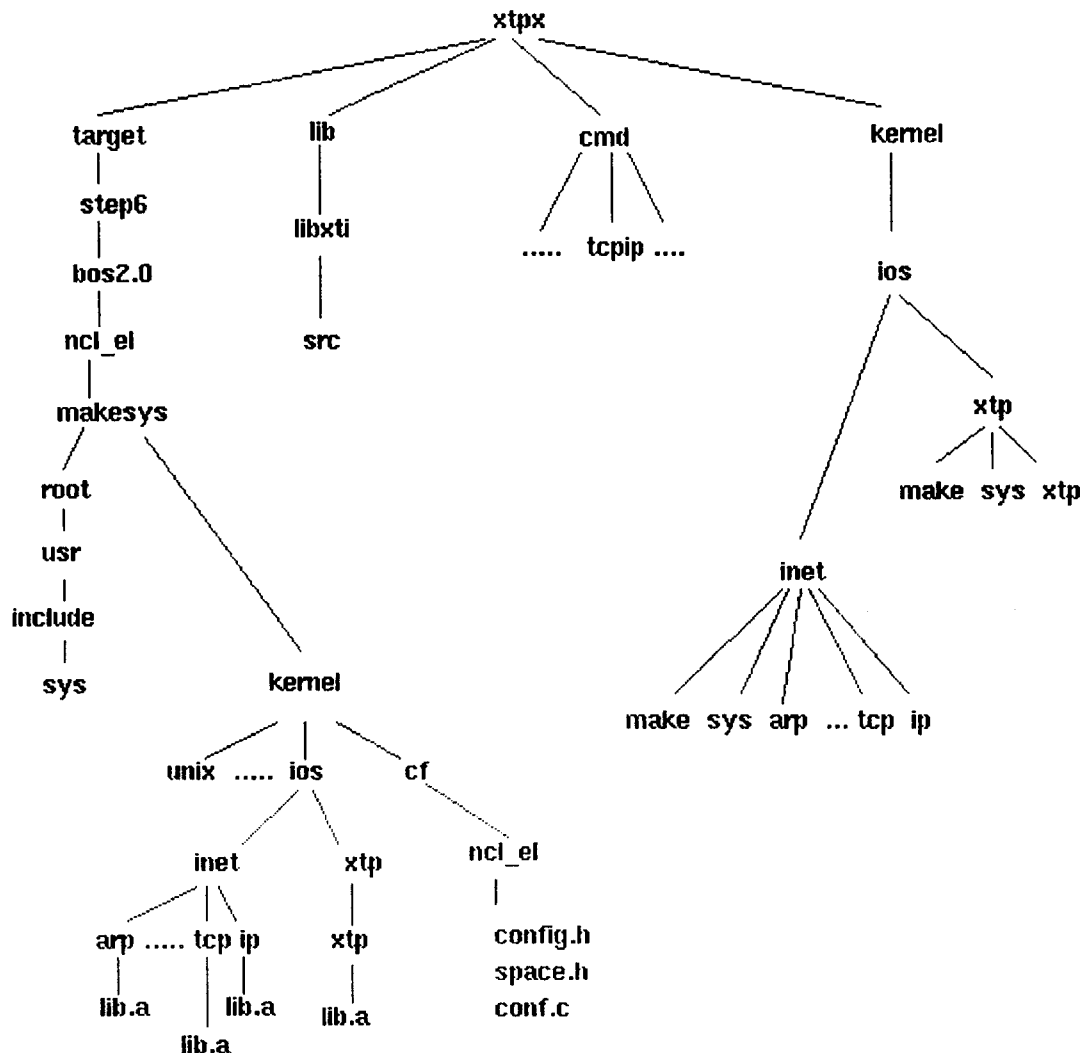 xtpx
target lib cmd kernel
step6
libxti
..... tcpip ....
bos2.0
ios
ncl_el
src
makesys
xtp
root
make sys xtp
usr
inet
include
sys
kernel
make sys arp ... tcp ip
unix ..... ios cf
inet xtp ncl_el
arp ..... tcp ip xtp config.h
space.h
lib.a lib.a lib.a conf.c
lib.a